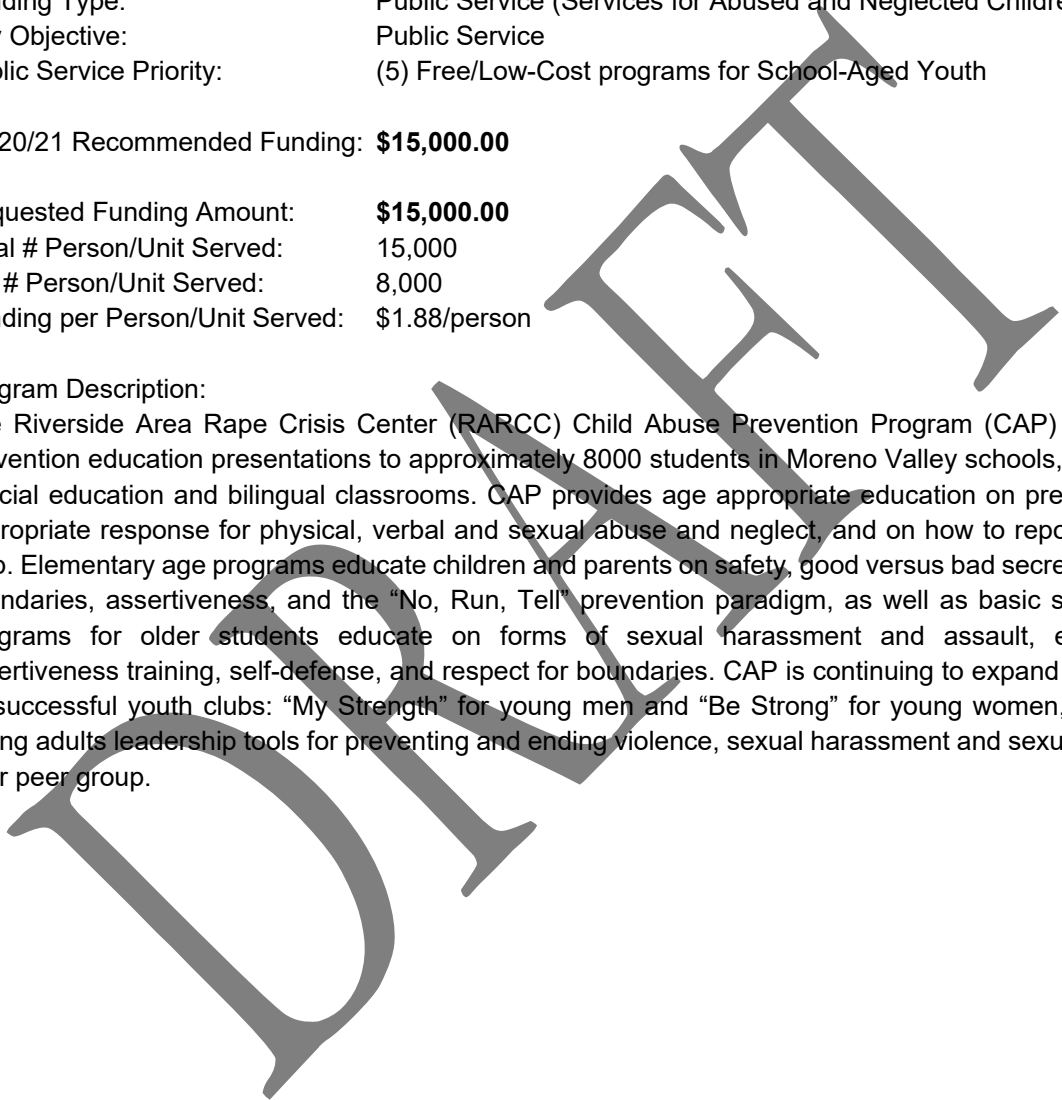 ding Type: Public Service (Services for Abused and Neglected Childre
y Objective: Public Service
lic Service Priority: (5) Free/Low-Cost programs for School-Aged Youth
20/21 Recommended Funding: $15,000.00
quested Funding Amount: $15,000.00
al # Person/Unit Served: 15,000
# Person/Unit Served: 8,000
ding per Person/Unit Served: $1.88/person
gram Description:
e Riverside Area Rape Crisis Center (RARCC) Child Abuse Prevention Program (CAP)
vention education presentations to approximately 8000 students in Moreno Valley schools,
cial education and bilingual classrooms. CAP provides age appropriate education on pre
ropriate response for physical, verbal and sexual abuse and neglect, and on how to repo
p. Elementary age programs educate children and parents on safety, good versus bad secre
ndaries, assertiveness, and the “No, Run, Tell” prevention paradigm, as well as basic s
grams for older students educate on forms of sexual harassment and assault, e
ertiveness training, self-defense, and respect for boundaries. CAP is continuing to expand
successful youth clubs: “My Strength” for young men and “Be Strong” for young women,
ng adults leadership tools for preventing and ending violence, sexual harassment and sexu
r peer group.
DRAFT